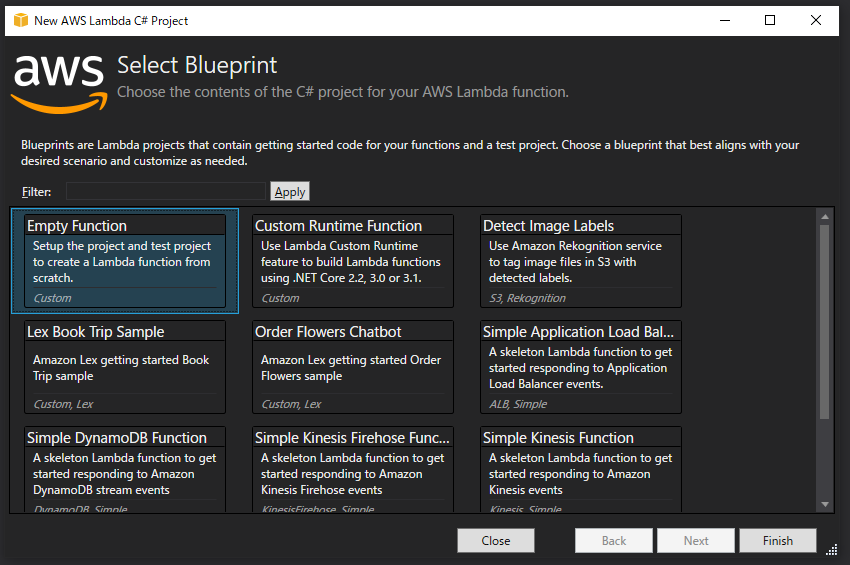 New AWS Lambda C# Project
aws
Select Blueprint
Choose the contents of the C# project for your AWS Lambda function.
Blueprints are Lambda projects that contain getting started code for your functions and a test project. Choose a blueprint that best aligns with your
desired scenario and customize as needed.
Filter:
Apply
Empty Function
Setup the project and test project
to create a Lambda function from
scratch.
Custom
Custom Runtime Function
Use Lambda Custom Runtime
feature to build Lambda functions
using .NET Core 2.2, 3.0 or 3.1.
Custom
Detect Image Labels
Use Amazon Rekognition service
to tag image files in S3 with
detected labels.
S3, Rekognition
Lex Book Trip Sample
Amazon Lex getting started Book
Trip sample
Custom, Lex
Order Flowers Chatbot
Amazon Lex getting started Order
Flowers sample
Custom, Lex
Simple Application Load Bal...
A skeleton Lambda function to get
started responding to Application
Load Balancer events.
ALB, Simple
Simple DynamoDB Function
A skeleton Lambda function to get
started responding to Amazon
DynamoDB stream events
DynamoDB, Simple
Simple Kinesis Firehose Func...
A skeleton Lambda function to get
started responding to Amazon
Kinesis Firehose events
KinesisFirehose, Simple
Simple Kinesis Function
A skeleton Lambda function to get
started responding to Amazon
Kinesis events
Kinesis, Simple
Close
Back
Next
Finish